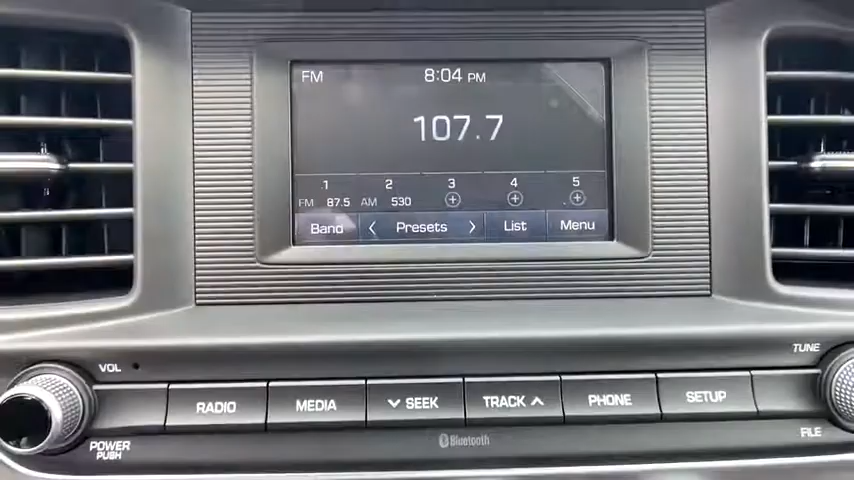 FM 8:04 PM
107.7
1 2 3 4 5
FM 87.5 AM 530
Band Presets List Menu
VOL TUNE
RADIO MEDIA SEEK TRACK PHONE SETUP
POWER PUSH
Bluetooth
FILE